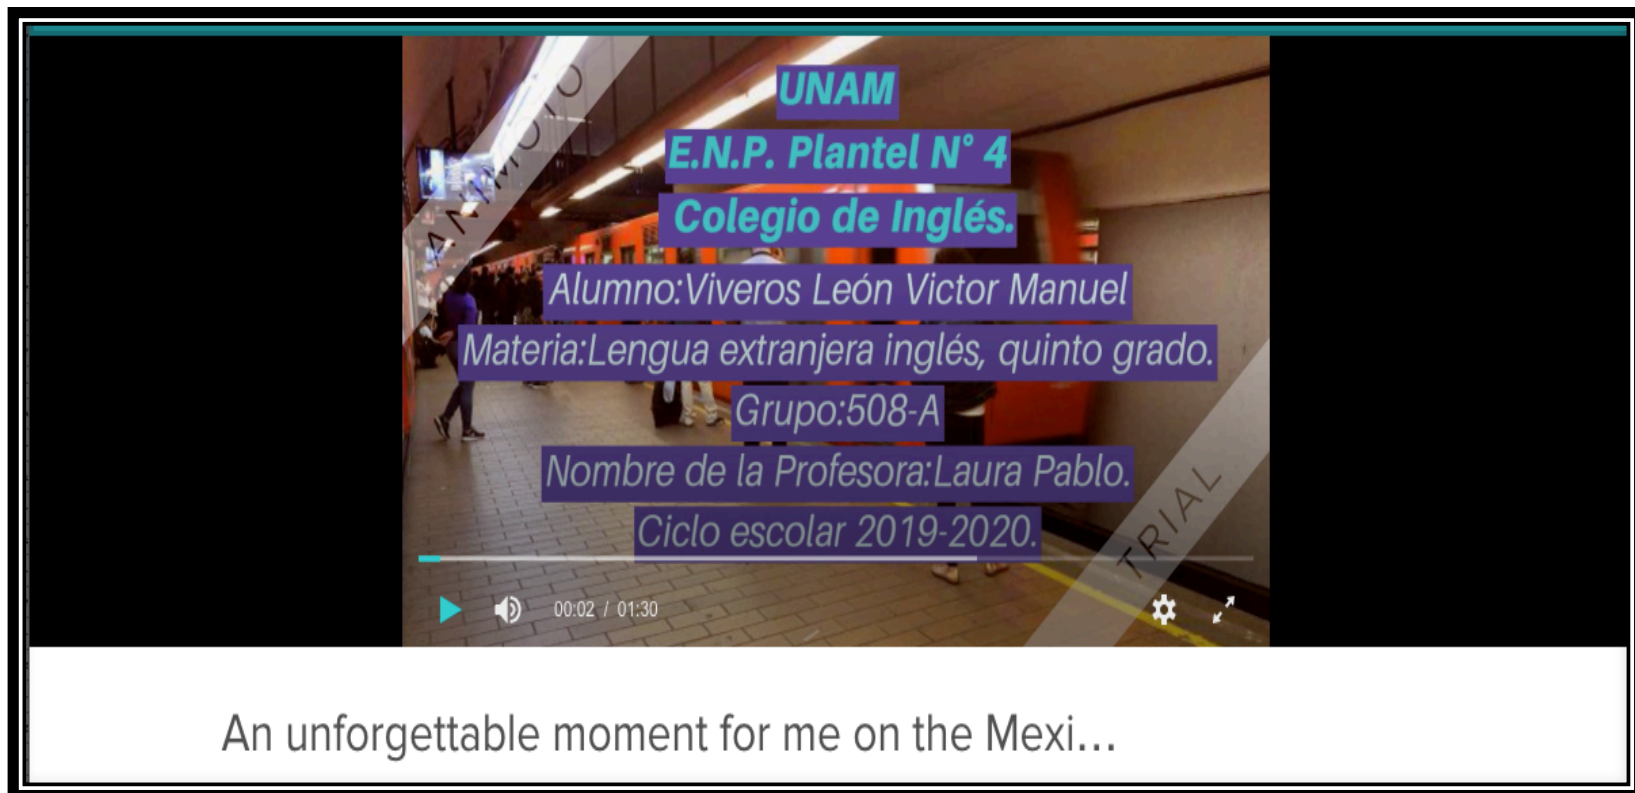 ANIMOTO
UNAM
E.N.P. Plantel N° 4
Colegio de Inglés.
Alumno:Viveros León Victor Manuel
Materia:Lengua extranjera inglés, quinto grado.
Grupo:508-A
Nombre de la Profesora:Laura Pablo.
Ciclo escolar 2019-2020.
TRIAL
00:02 / 01:30
An unforgettable moment for me on the Mexi...